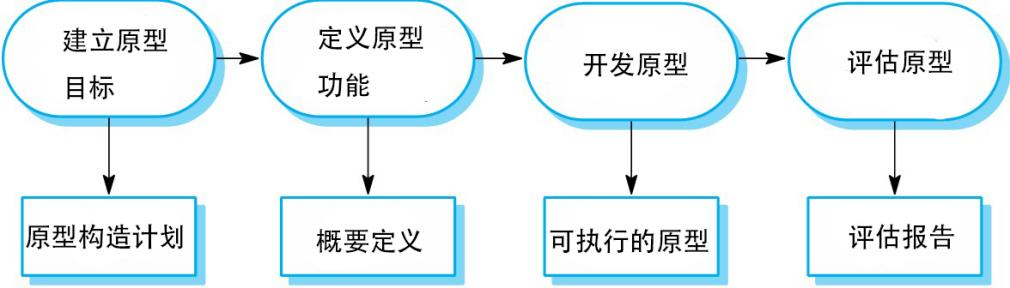 建立原型
目标
定义原型
功能
开发原型
评估原型
原型构造计划
概要定义
可执行的原型
评估报告